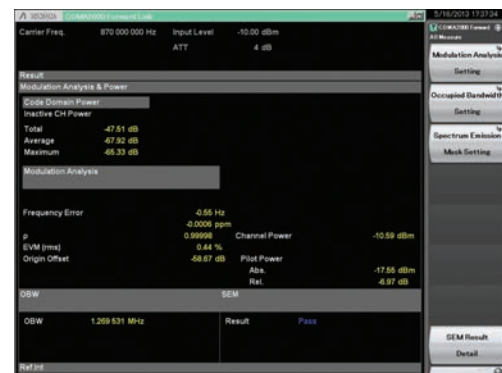 CDMA2000 Forward Link
5/16/2013 17:37:34
Carrier Freq. 870 000 000 Hz Input Level -10.00 dBm
ATT 4 dB
Result
Modulation Analysis & Power
Code Domain Power
Inactive CH Power
Total -47.51 dB
Average -67.92 dB
Maximum -65.33 dB
Modulation Analysis
Frequency Error -0.55 Hz
-0.0006 ppm
ρ 0.99998 Channel Power -10.59 dBm
EVM (rms) 0.44 %
Origin Offset -58.67 dB Pilot Power
Abs. -17.55 dBm
Rel. -6.97 dB
OBW SEM
OBW 1.269 531 MHz Result Pass
Ref.Int
CDMA2000 Forward
All Measure
Modulation Analysis
Setting
Occupied Bandwidth
Setting
Spectrum Emission
Mask Setting
SEM Result
Detail